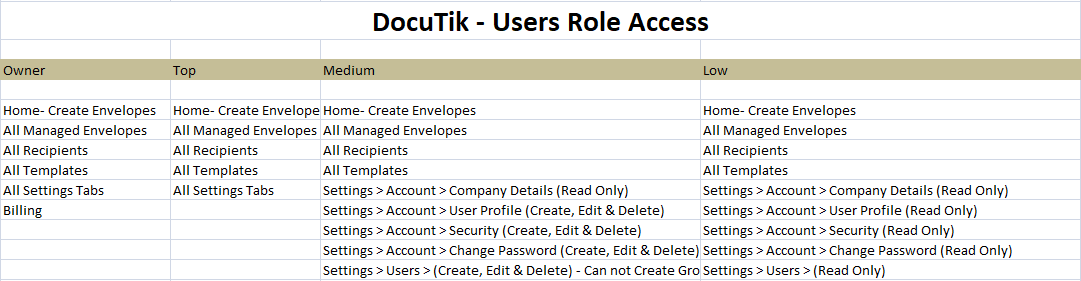 DocuTik - Users Role Access
Owner Top Medium Low
Home- Create Envelopes Home- Create Envelope Home- Create Envelopes Home- Create Envelopes
All Managed Envelopes All Managed Envelopes All Managed Envelopes All Managed Envelopes
All Recipients All Recipients All Recipients All Recipients
All Templates All Templates All Templates All Templates
All Settings Tabs All Settings Tabs Settings > Account > Company Details (Read Only) Settings > Account > Company Details (Read Only)
Billing Settings > Account > User Profile (Create, Edit & Delete) Settings > Account > User Profile (Read Only)
Settings > Account > Security (Create, Edit & Delete) Settings > Account > Security (Read Only)
Settings > Account > Change Password (Create, Edit & Delete) Settings > Account > Change Password (Read Only)
Settings > Users > (Create, Edit & Delete) - Can not Create Gro Settings > Users > (Read Only)